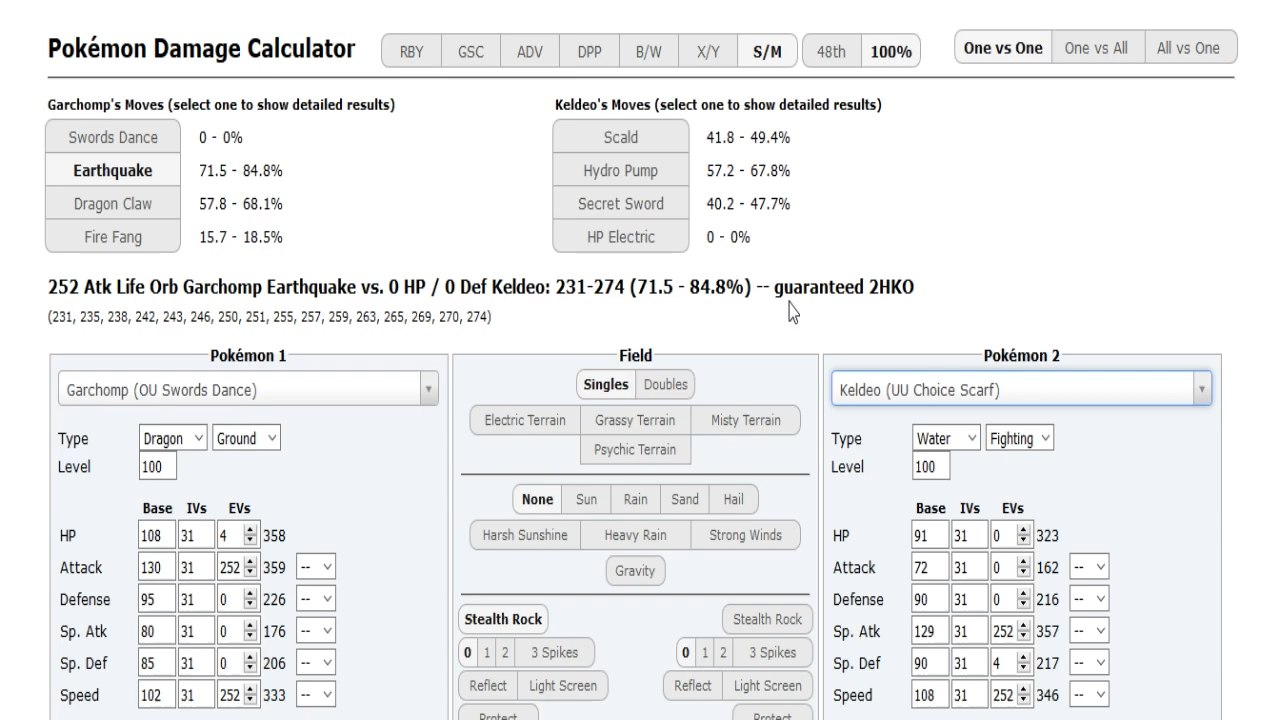 Pokémon Damage Calculator RBY GSC ADV DPP B/W X/Y S/M 48th 100% One vs One One vs All All vs One
Garchomp's Moves (select one to show detailed results) Keldeo's Moves (select one to show detailed results)
Swords Dance 0 - 0% Scald 41.8 - 49.4%
Earthquake 71.5 - 84.8% Hydro Pump 57.2 - 67.8%
Dragon Claw 57.8 - 68.1% Secret Sword 40.2 - 47.7%
Fire Fang 15.7 - 18.5% HP Electric 0 - 0%
252 Atk Life Orb Garchomp Earthquake vs. 0 HP / 0 Def Keldeo: 231-274 (71.5 - 84.8%) -- guaranteed 2HKO
(231, 235, 238, 242, 243, 246, 250, 251, 255, 257, 259, 263, 265, 269, 270, 274)
Pokémon 1 Field Pokémon 2
Garchomp (OU Swords Dance) Singles Doubles Keldeo (UU Choice Scarf)
Electric Terrain Grassy Terrain Misty Terrain
Type Dragon Ground Psychic Terrain Type Water Fighting
Level 100 Level 100
None Sun Rain Sand Hail
Base IVs EVs Base IVs EVs
HP 108 31 4 358 Harsh Sunshine Heavy Rain Strong Winds HP 91 31 0 323
Attack 130 31 252 359 -- Gravity Attack 72 31 0 162 --
Defense 95 31 0 226 -- Defense 90 31 0 216 --
Sp. Atk 80 31 0 176 -- Stealth Rock Stealth Rock Sp. Atk 129 31 252 357 --
Sp. Def 85 31 0 206 -- 0 1 2 3 Spikes 0 1 2 3 Spikes Sp. Def 90 31 4 217 --
Speed 102 31 252 333 -- Reflect Light Screen Reflect Light Screen Speed 108 31 252 346 --
Protect Protect